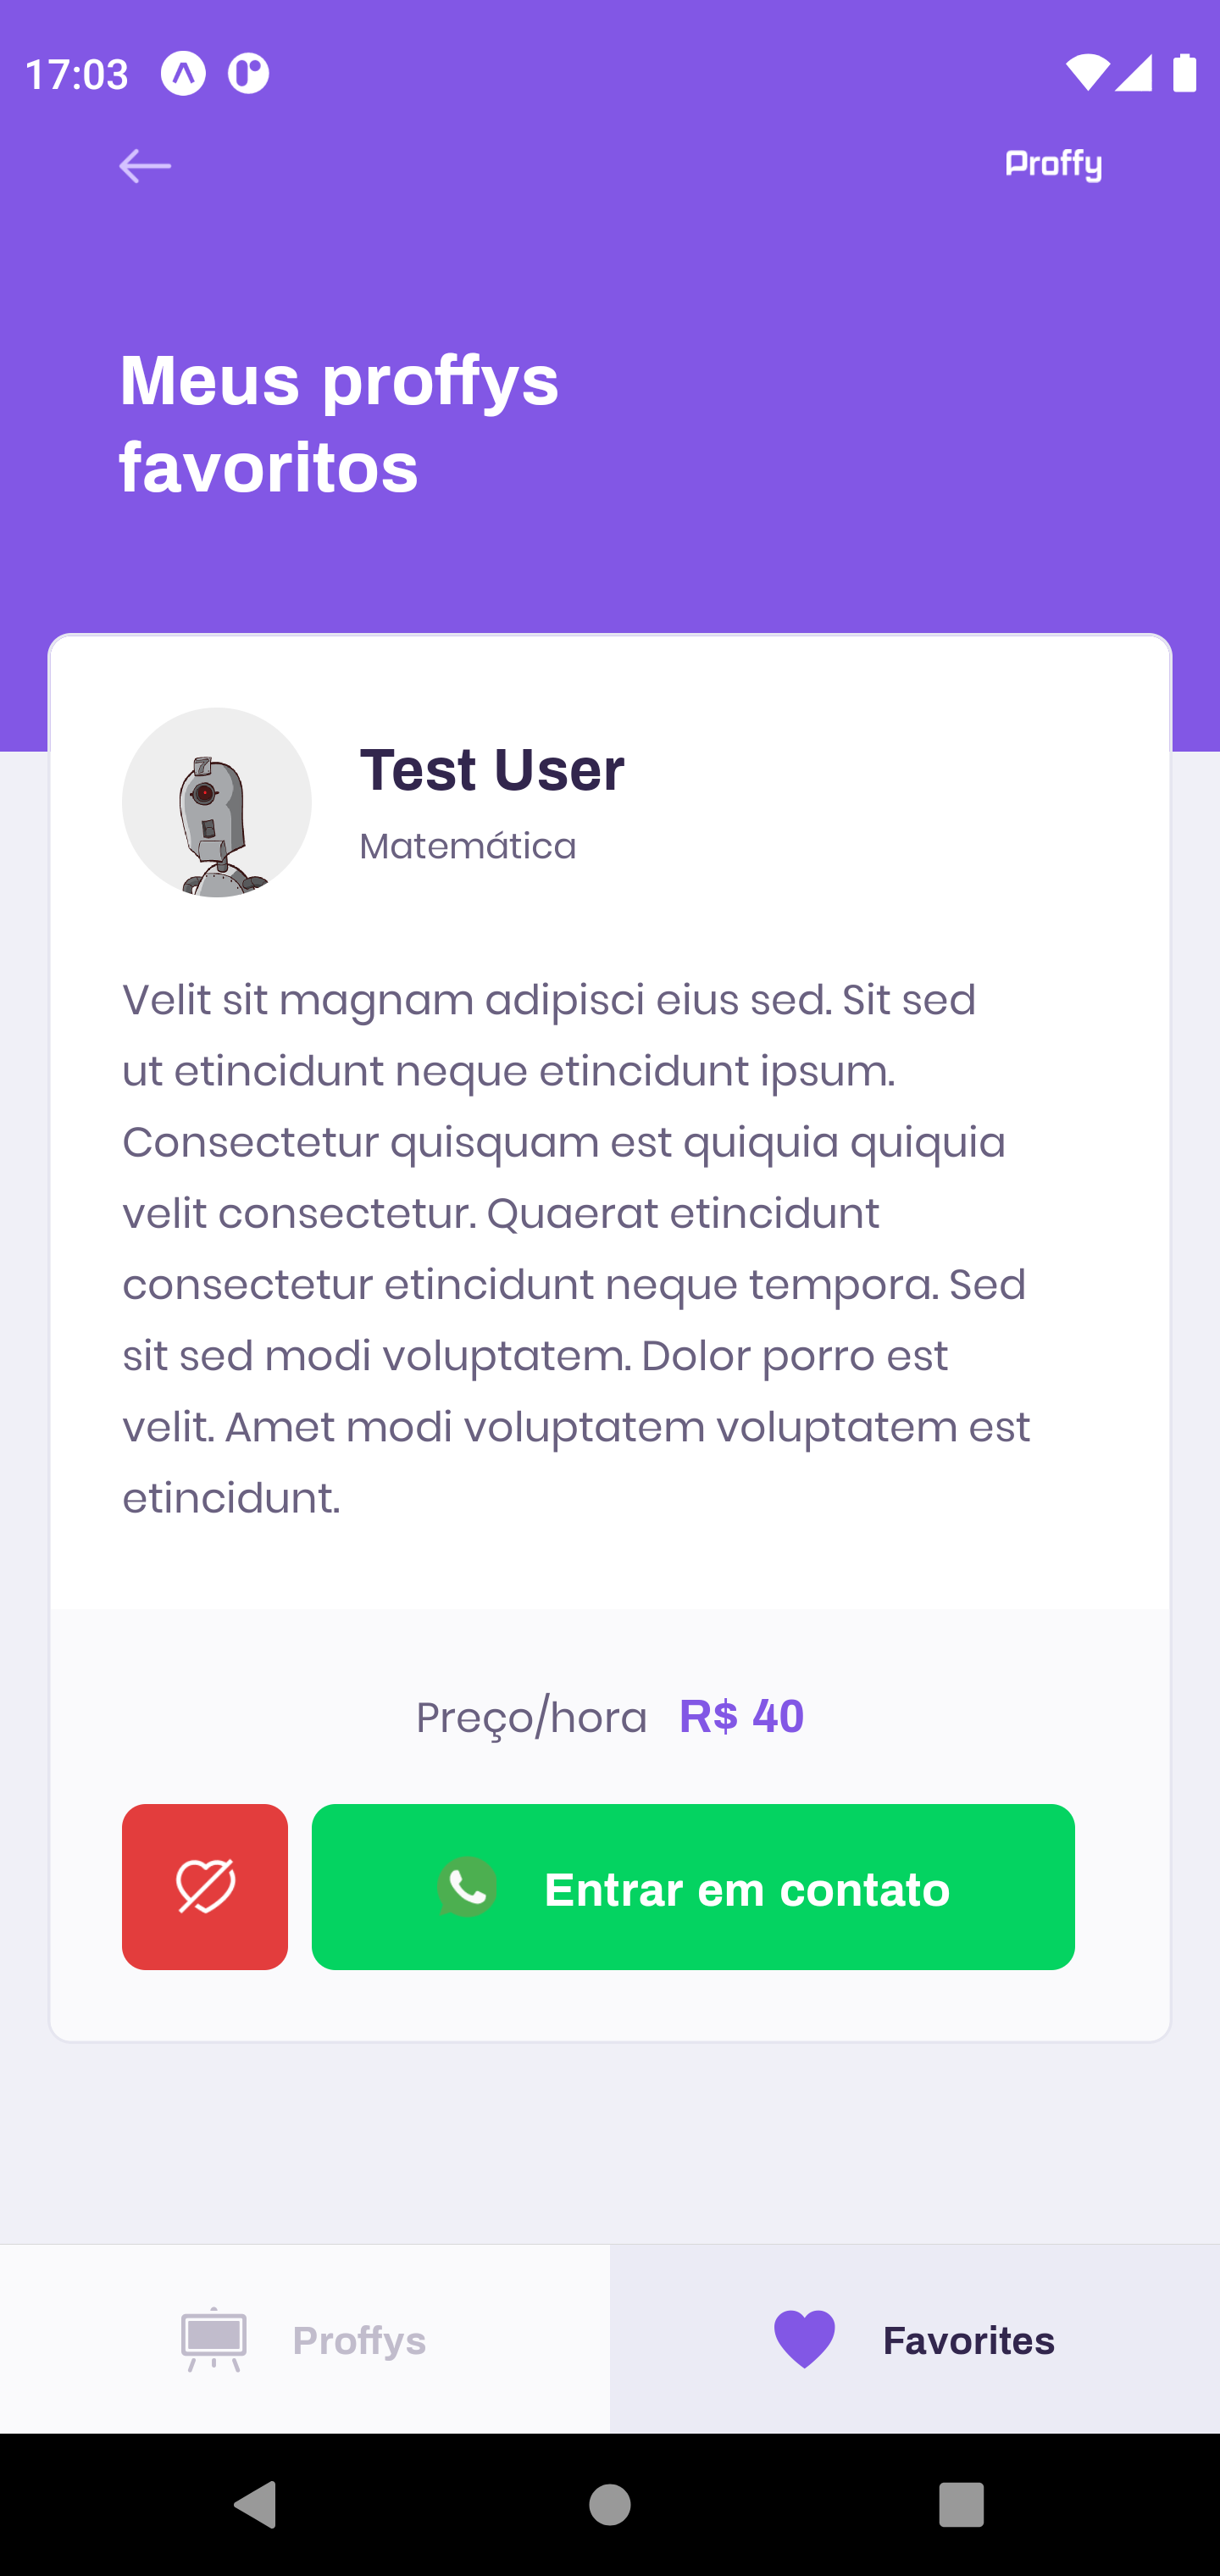 17:03
Proffy
Meus proffys
favoritos
Test User
Matemática
Velit sit magnam adipisci eius sed. Sit sed
ut etincidunt neque etincidunt ipsum.
Consectetur quisquam est quiquia quiquia
velit consectetur. Quaerat etincidunt
consectetur etincidunt neque tempora. Sed
sit sed modi voluptatem. Dolor porro est
velit. Amet modi voluptatem voluptatem est
etincidunt.
Preço/hora R$ 40
Entrar em contato
Proffys
Favorites